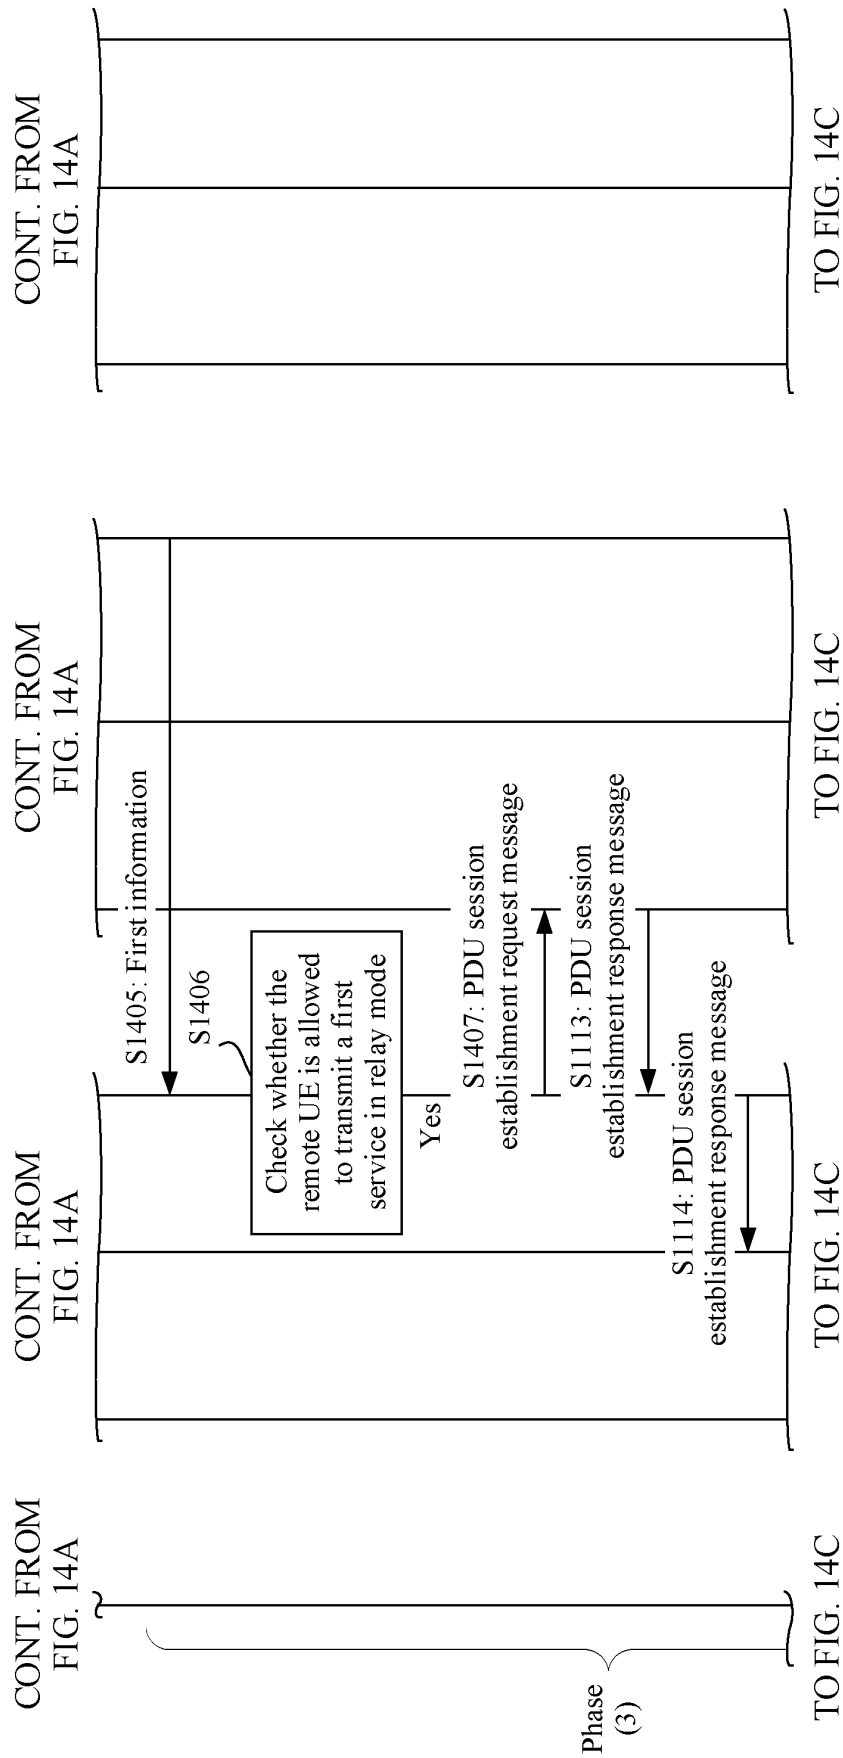 CONT. FROM
FIG. 14A
CONT. FROM
FIG. 14A
CONT. FROM
FIG. 14A
CONT. FROM
FIG. 14A
S1405: First information
S1406
Check whether the
remote UE is allowed
to transmit a first
service in relay mode
Yes
S1407: PDU session
establishment request message
S1113: PDU session
establishment response message
Phase
(3)
S1114: PDU session
establishment response message
TO FIG. 14C
TO FIG. 14C
TO FIG. 14C
TO FIG. 14C